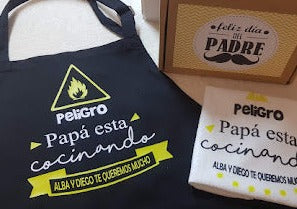 PeliGRO
Papá esta
cocinando
ALBA Y DIEGO TE QUEREMOS MUCHO
feliz día
DEL
PADRE
PeliGRO
Papá esta
cocinando
ALBA Y DIEGO TE QUEREMOS MUCHO